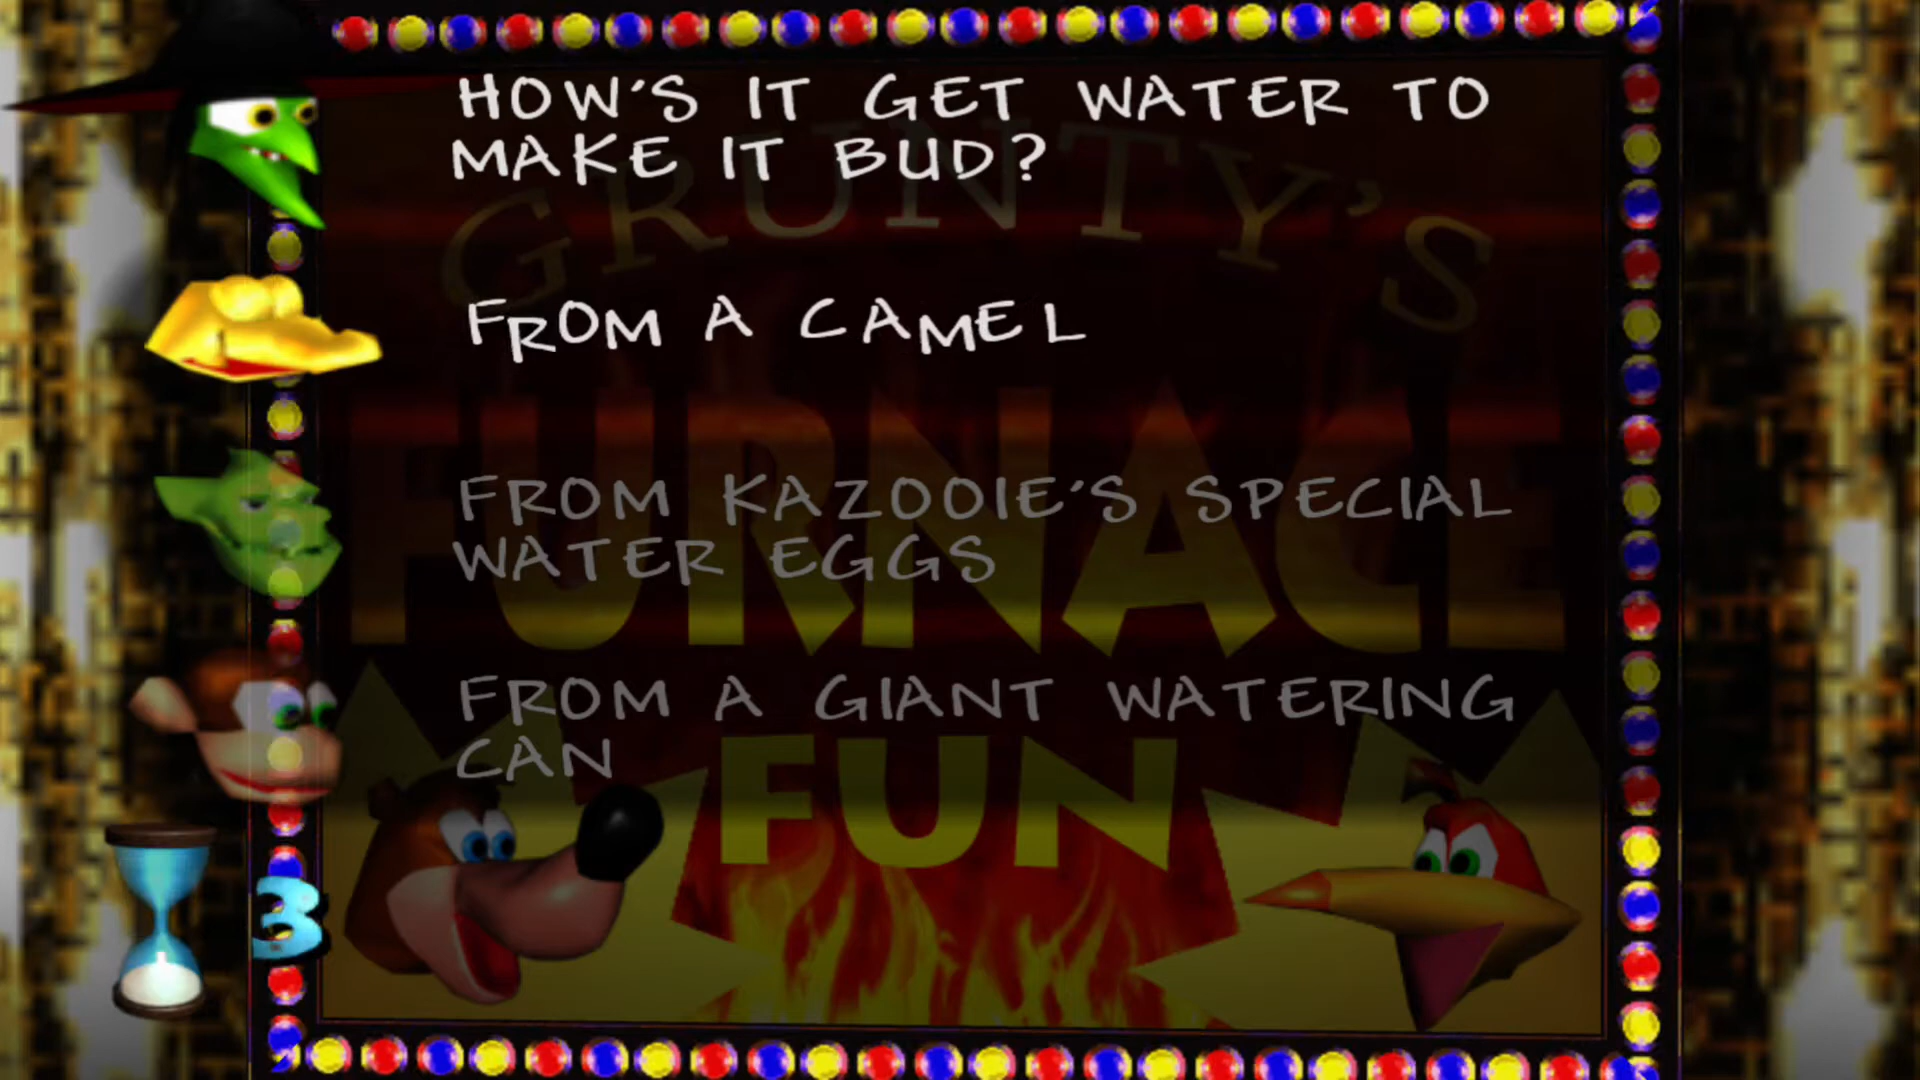 HOW'S IT GET WATER TO
MAKE IT BUD?
GRUNTY'S
FROM A CAMEL
FURNACE
FROM KAZOOIE'S SPECIAL
WATER EGGS
FROM A GIANT WATERING
CAN
FUN
3